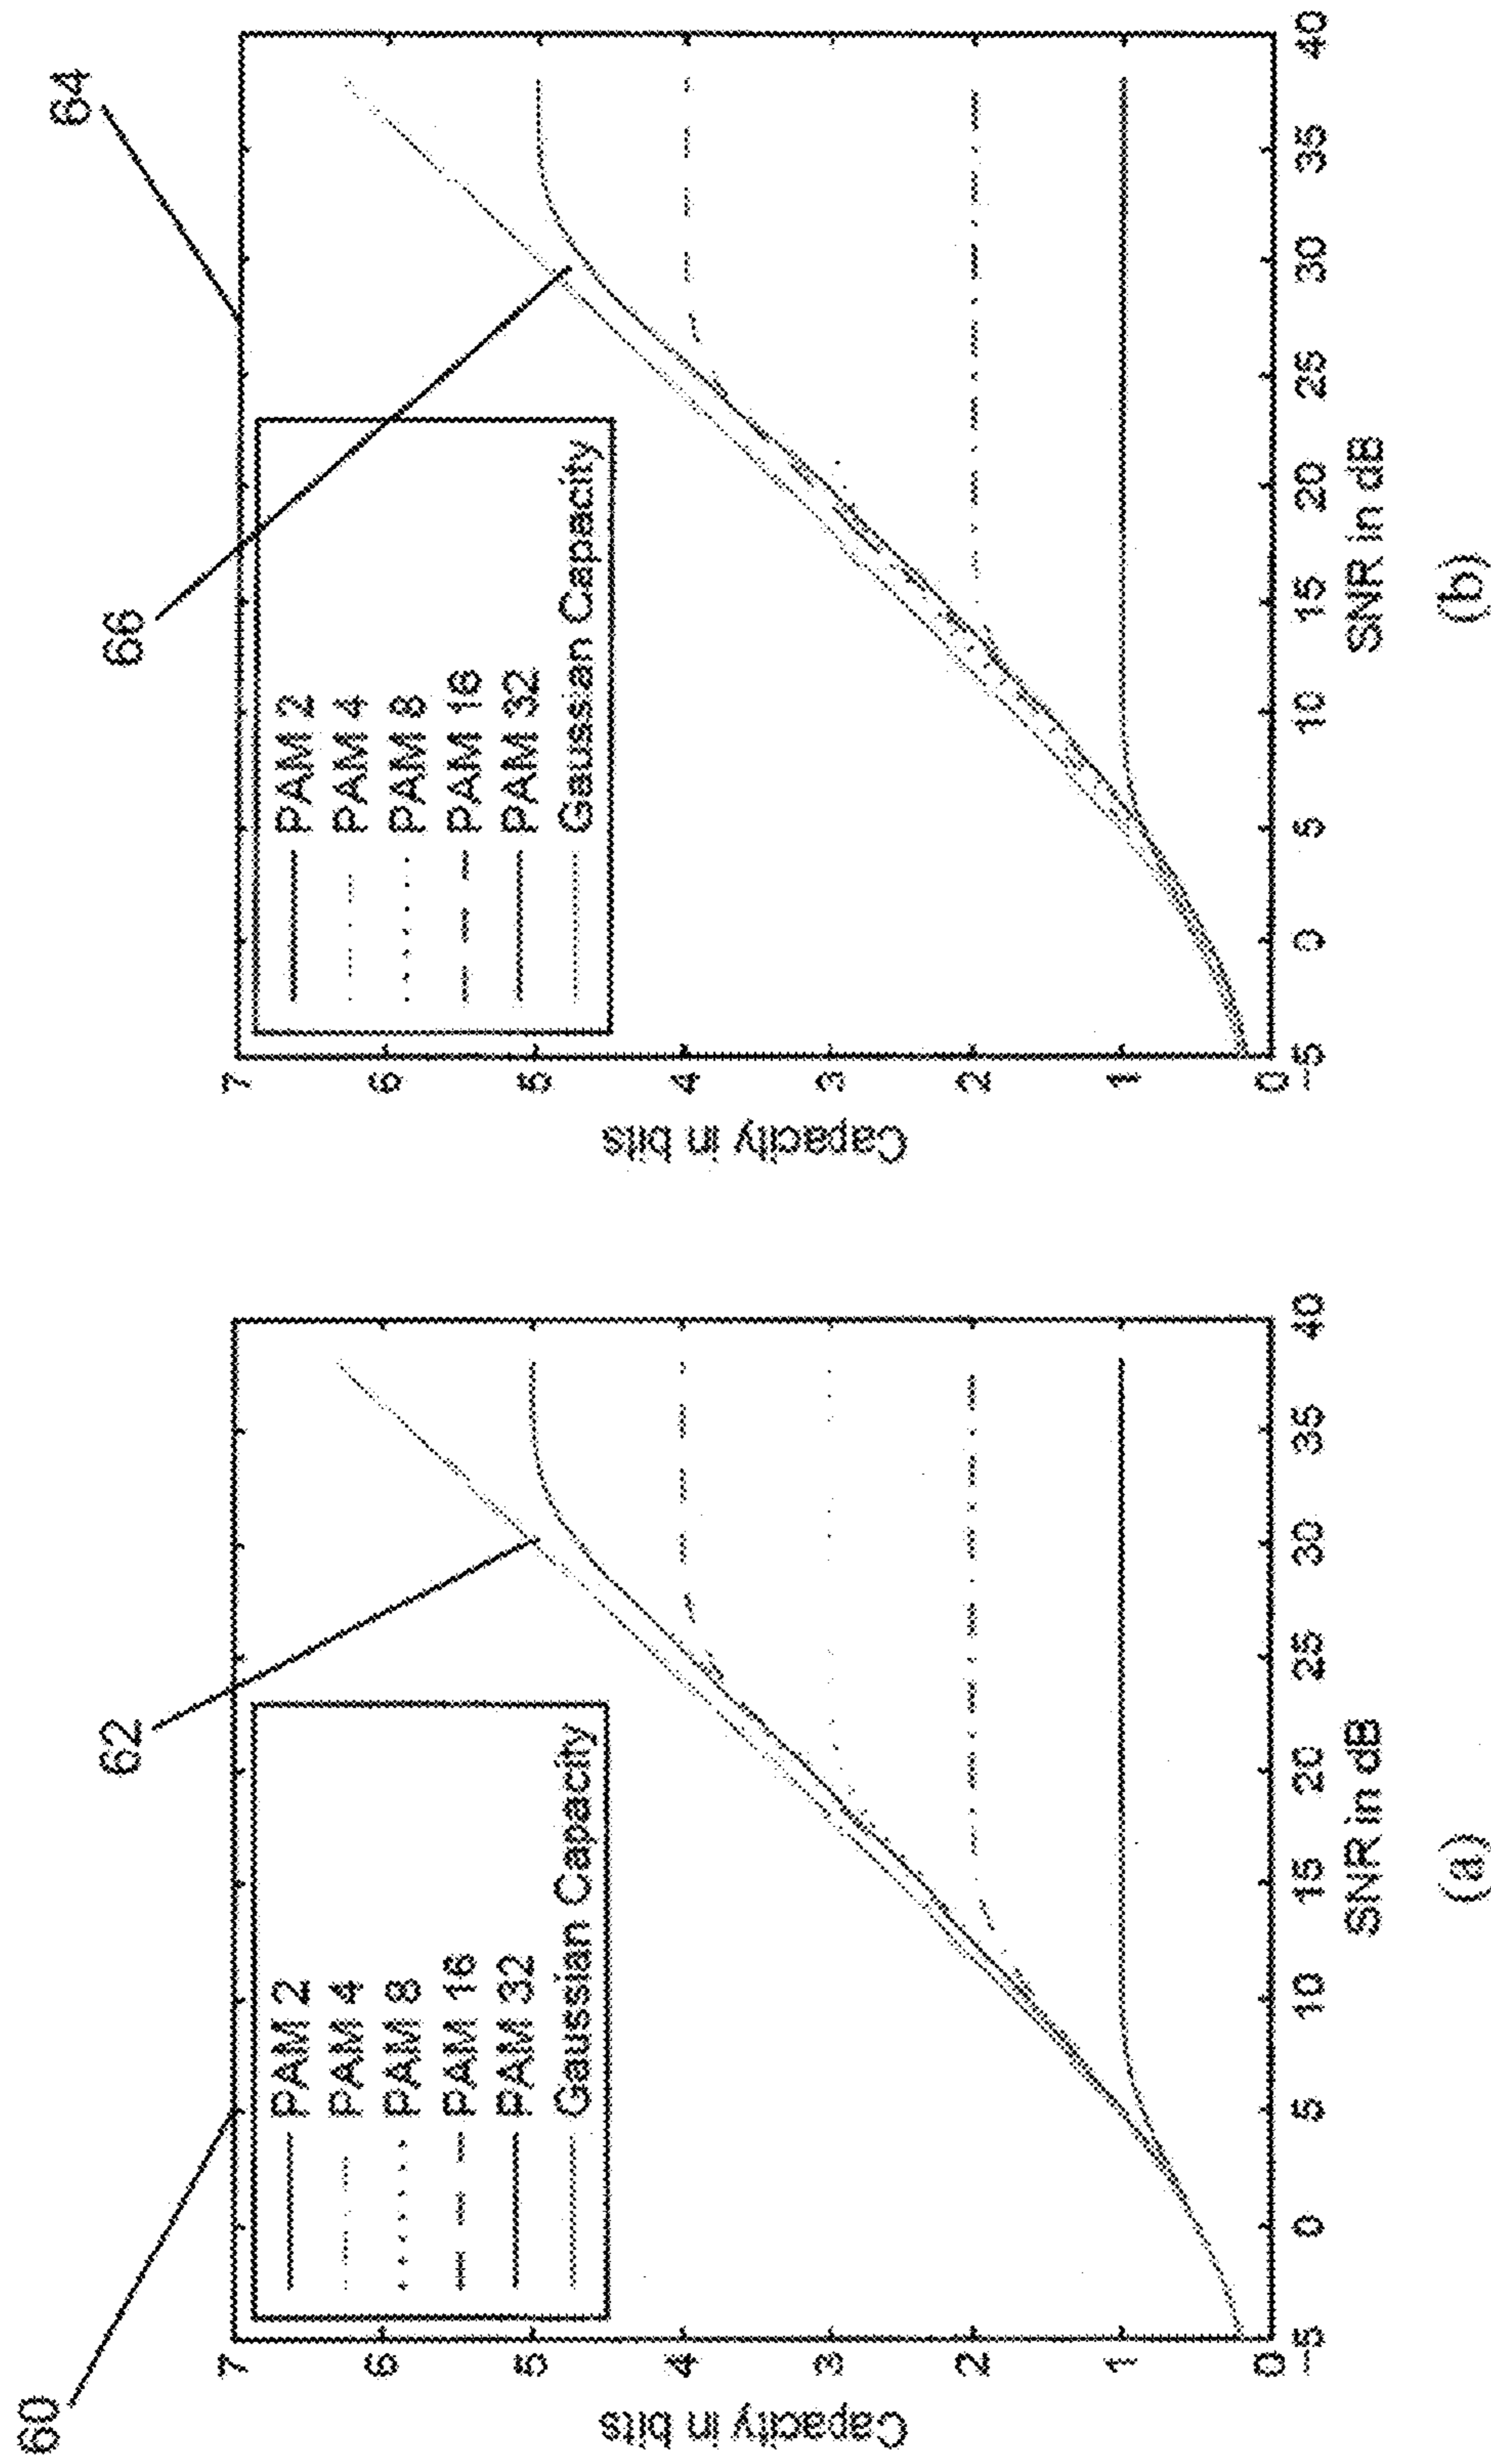 60
62
7
6
5
4
3
2
1
0
Capacity in bits
PAM 2
PAM 4
PAM 8
PAM 16
PAM 32
Gaussian Capacity
-5
0
5
10
15
20
25
30
35
40
SNR in dB
(a)
64
66
7
6
5
4
3
2
1
0
Capacity in bits
PAM 2
PAM 4
PAM 8
PAM 16
PAM 32
Gaussian Capacity
-5
0
5
10
15
20
25
30
35
40
SNR in dB
(b)